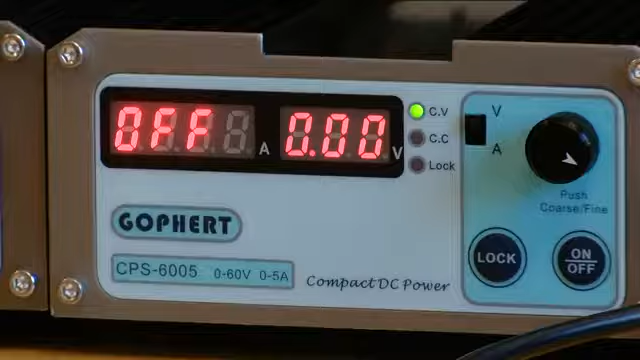 OFF A 0.00 V
C.V
C.C
Lock
V
A
Push
Coarse/Fine
GOPHERT
CPS-6005 0-60V 0-5A
Compact DC Power
LOCK
ON
OFF